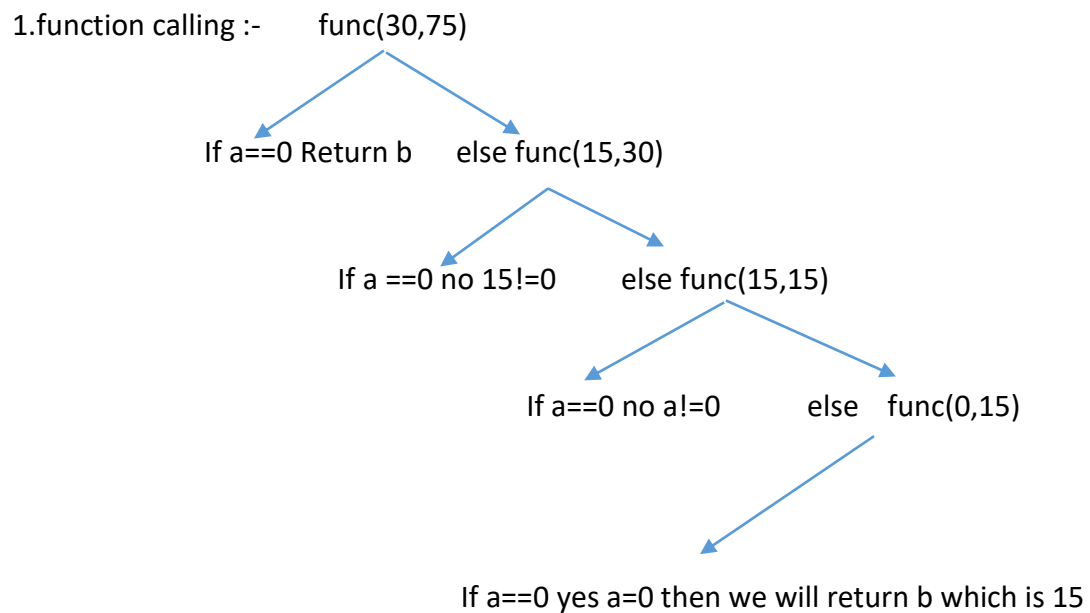 1.function calling :- func(30,75)
If a==0 Return b else func(15,30)
If a ==0 no 15!=0 else func(15,15)
If a==0 no a!=0 else func(0,15)
If a==0 yes a=0 then we will return b which is 15